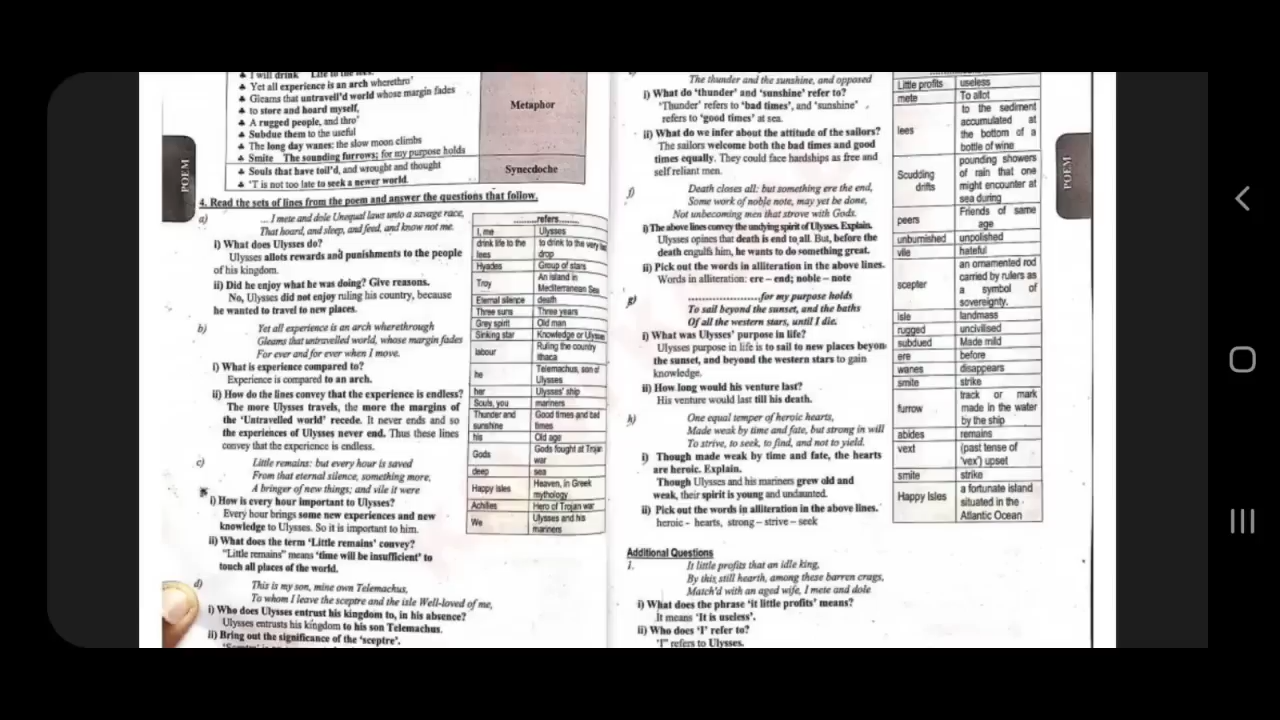 ♣ I will drink Life to the lees:
♣ Yet all experience is an arch wherethro'
♣ Gleams that untravell'd world whose margin fades
♣ to store and hoard myself,
♣ A rugged people, and thro'
♣ Subdue them to the useful
♣ The long day wanes: the slow moon climbs
♣ Smite The sounding furrows; for my purpose holds
Metaphor
♣ Souls that have toil'd, and wrought and thought
♣ 'T is not too late to seek a newer world.
Synecdoche
POEM
4. Read the sets of lines from the poem and answer the questions that follow.
a) ... I mete and dole Unequal laws unto a savage race,
That hoard, and sleep, and feed, and know not me.
i) What does Ulysses do?
Ulysses allots rewards and punishments to the people
of his kingdom.
ii) Did he enjoy what he was doing? Give reasons.
No, Ulysses did not enjoy ruling his country, because
he wanted to travel to new places.
b) Yet all experience is an arch wherethrough
Gleams that untravelled world, whose margin fades
For ever and for ever when I move.
i) What is experience compared to?
Experience is compared to an arch.
ii) How do the lines convey that the experience is endless?
The more Ulysses travels, the more the margins of
the 'Untravelled world' recede. It never ends and so
the experiences of Ulysses never end. Thus these lines
convey that the experience is endless.
c) Little remains: but every hour is saved
From that eternal silence, something more,
A bringer of new things; and vile it were
i) How is every hour important to Ulysses?
Every hour brings some new experiences and new
knowledge to Ulysses. So it is important to him.
ii) What does the term 'Little remains' convey?
"Little remains" means 'time will be insufficient' to
touch all places of the world.
d) This is my son, mine own Telemachus,
To whom I leave the sceptre and the isle Well-loved of me,
i) Who does Ulysses entrust his kingdom to, in his absence?
Ulysses entrusts his kingdom to his son Telemachus.
ii) Bring out the significance of the 'sceptre'.
..........refers..........
I, me Ulysses
drink life to the lees to drink to the very last drop
Hyades Group of stars
Troy An island in Mediterranean Sea
Eternal silence death
Three suns Three years
Grey spirit Old man
Sinking star Knowledge or Ulysses
labour Ruling the country Ithaca
he Telemachus, son of Ulysses
her Ulysses' ship
Souls, you mariners
Thunder and sunshine Good times and bad times
his Old age
Gods Gods fought at Trojan war
deep sea
Happy Isles Heaven, in Greek mythology
Achilles Hero of Trojan war
We Ulysses and his mariners
The thunder and the sunshine, and opposed
i) What do 'thunder' and 'sunshine' refer to?
'Thunder' refers to 'bad times', and 'sunshine'
refers to 'good times' at sea.
ii) What do we infer about the attitude of the sailors?
The sailors welcome both the bad times and good
times equally. They could face hardships as free and
self reliant men.
f) Death closes all: but something ere the end,
Some work of noble note, may yet be done,
Not unbecoming men that strove with Gods.
i) The above lines convey the undying spirit of Ulysses. Explain.
Ulysses opines that death is end to all. But, before the
death engulfs him, he wants to do something great.
ii) Pick out the words in alliteration in the above lines.
Words in alliteration: ere – end; noble – note
g) ........................for my purpose holds
To sail beyond the sunset, and the baths
Of all the western stars, until I die.
i) What was Ulysses' purpose in life?
Ulysses purpose in life is to sail to new places beyond
the sunset, and beyond the western stars to gain
knowledge.
ii) How long would his venture last?
His venture would last till his death.
h) One equal temper of heroic hearts,
Made weak by time and fate, but strong in will
To strive, to seek, to find, and not to yield.
i) Though made weak by time and fate, the hearts
are heroic. Explain.
Though Ulysses and his mariners grew old and
weak, their spirit is young and undaunted.
ii) Pick out the words in alliteration in the above lines.
heroic - hearts, strong – strive – seek
Additional Questions
1. It little profits that an idle king,
By this still hearth, among these barren crags,
Match'd with an aged wife, I mete and dole
i) What does the phrase 'it little profits' means?
It means 'It is useless'.
ii) Who does 'I' refer to?
'I" refers to Ulysses.
Little profits useless
mete To allot
lees to the sediment accumulated at the bottom of a bottle of wine
Scudding drifts pounding showers of rain that one might encounter at sea during
peers Friends of same age
unburnished unpolished
vile hateful
scepter an ornamented rod carried by rulers as a symbol of sovereignty.
isle landmass
rugged uncivilised
subdued Made mild
ere before
wanes disappears
smite strike
furrow track or mark made in the water by the ship
abides remains
vext (past tense of 'vex') upset
smite strike
Happy Isles a fortunate island situated in the Atlantic Ocean
POEM